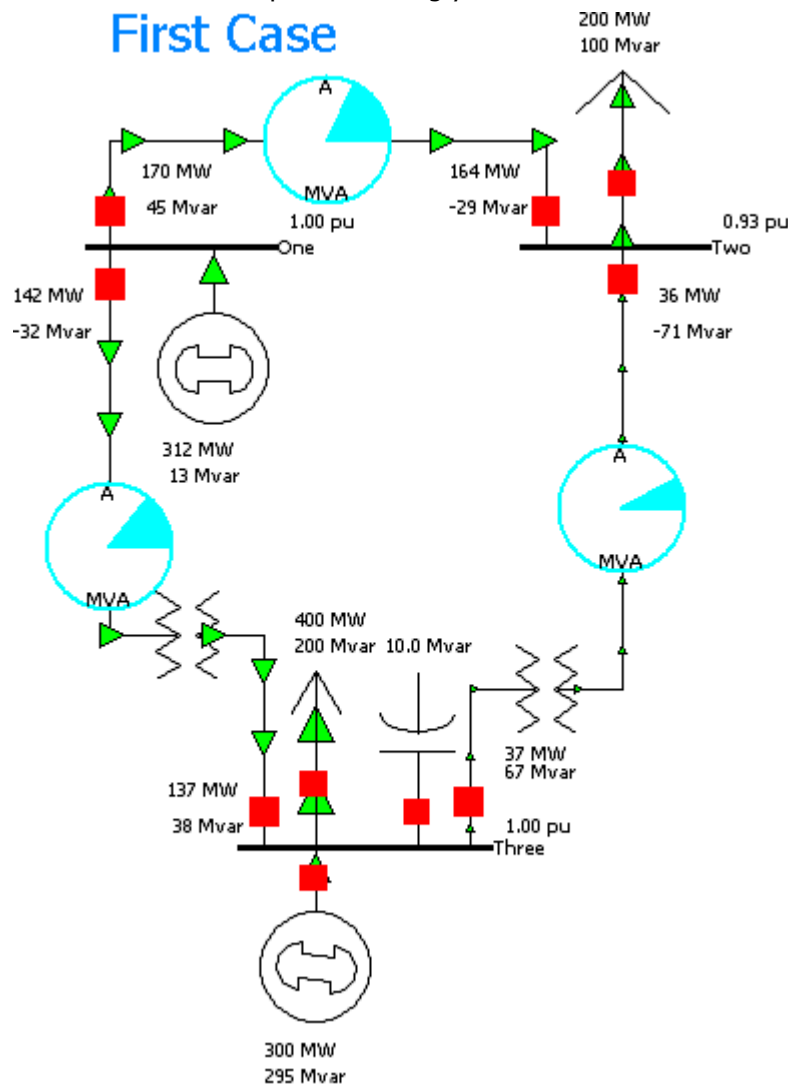 First Case
200 MW
100 Mvar
A
170 MW
164 MW
MVA
45 Mvar
-29 Mvar
1.00 pu
0.93 pu
One
Two
142 MW
36 MW
-32 Mvar
-71 Mvar
312 MW
13 Mvar
A
A
MVA
MVA
400 MW
200 Mvar
10.0 Mvar
37 MW
67 Mvar
137 MW
38 Mvar
1.00 pu
Three
300 MW
295 Mvar